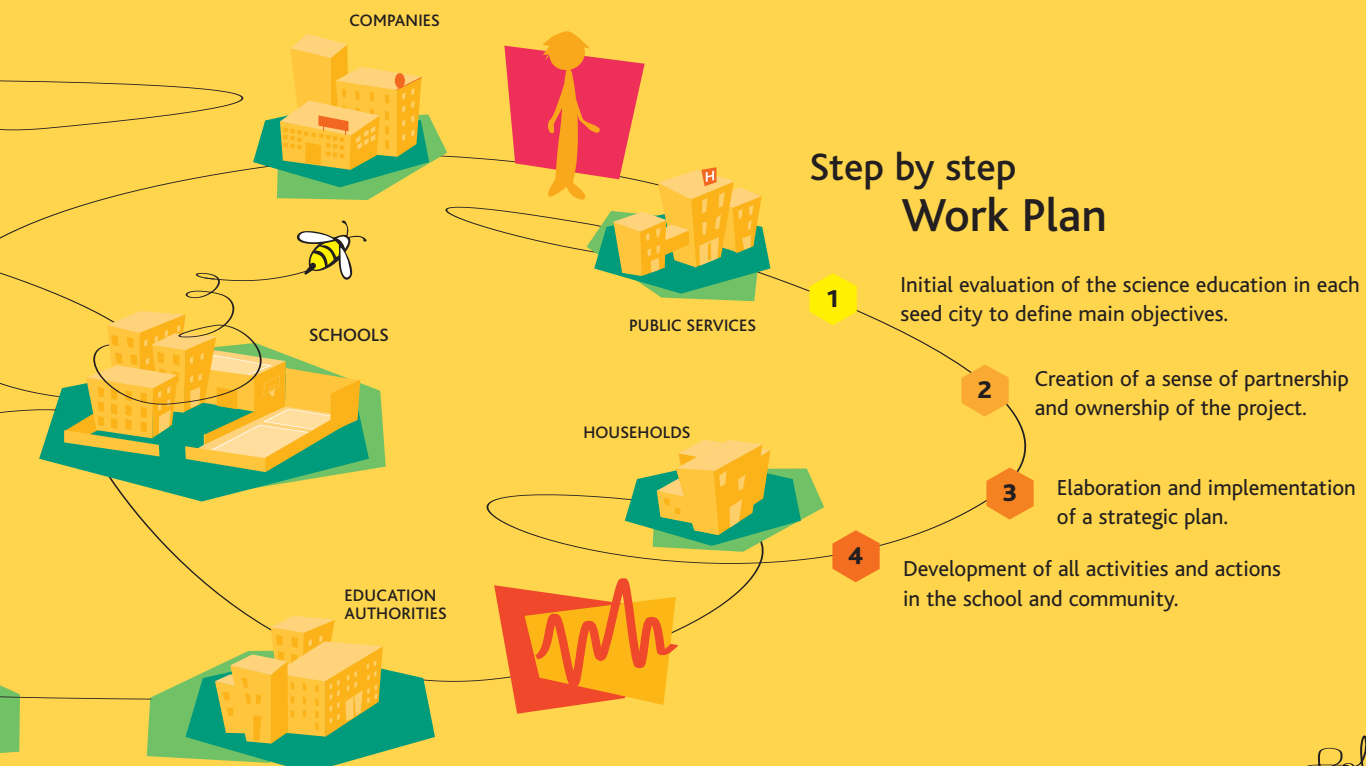 COMPANIES
H
Step by step
Work Plan
1
Initial evaluation of the science education in each
seed city to define main objectives.
PUBLIC SERVICES
SCHOOLS
2
Creation of a sense of partnership
and ownership of the project.
HOUSEHOLDS
3
Elaboration and implementation
of a strategic plan.
4
Development of all activities and actions
in the school and community.
EDUCATION
AUTHORITIES